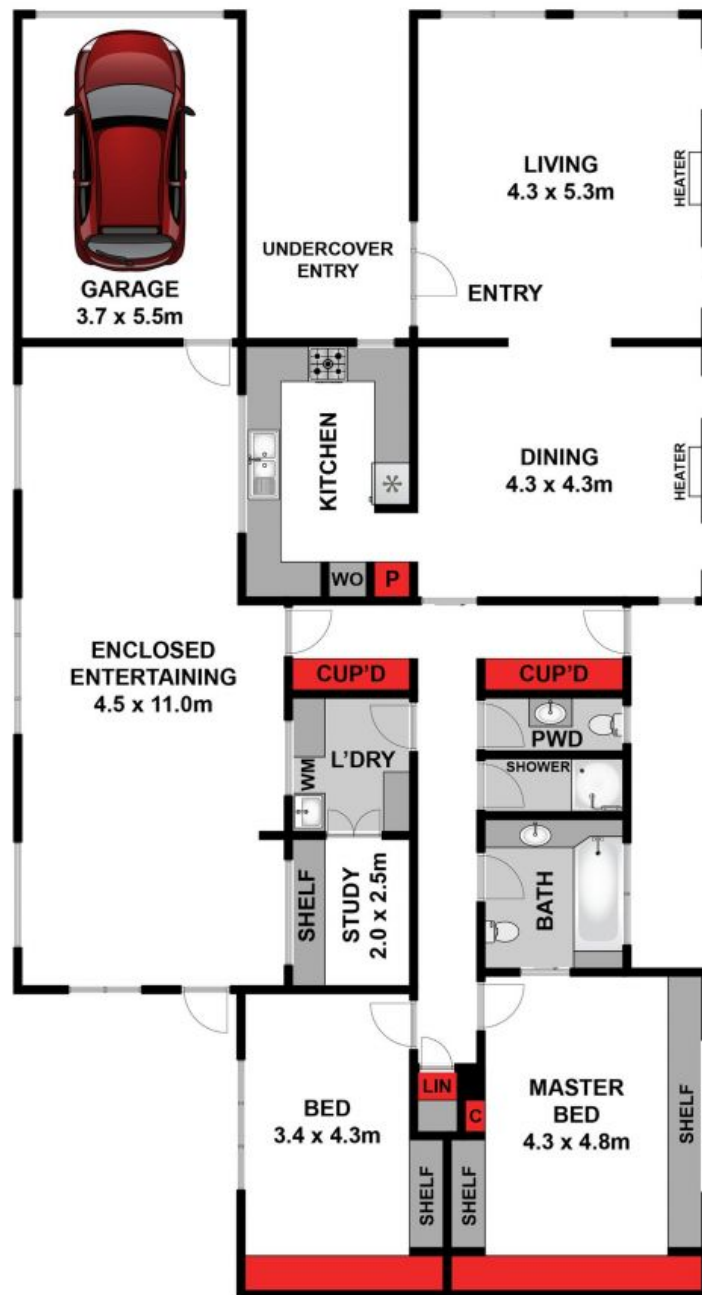 LIVING
4.3 x 5.3m
HEATER
UNDERCOVER
ENTRY
ENTRY
GARAGE
3.7 x 5.5m
KITCHEN
DINING
4.3 x 4.3m
HEATER
WO
P
ENCLOSED
ENTERTAINING
4.5 x 11.0m
CUP'D
CUP'D
PWD
L'DRY
WM
SHOWER
SHELF
STUDY
2.0 x 2.5m
BATH
BED
3.4 x 4.3m
LIN
C
MASTER
BED
4.3 x 4.8m
SHELF
SHELF
SHELF